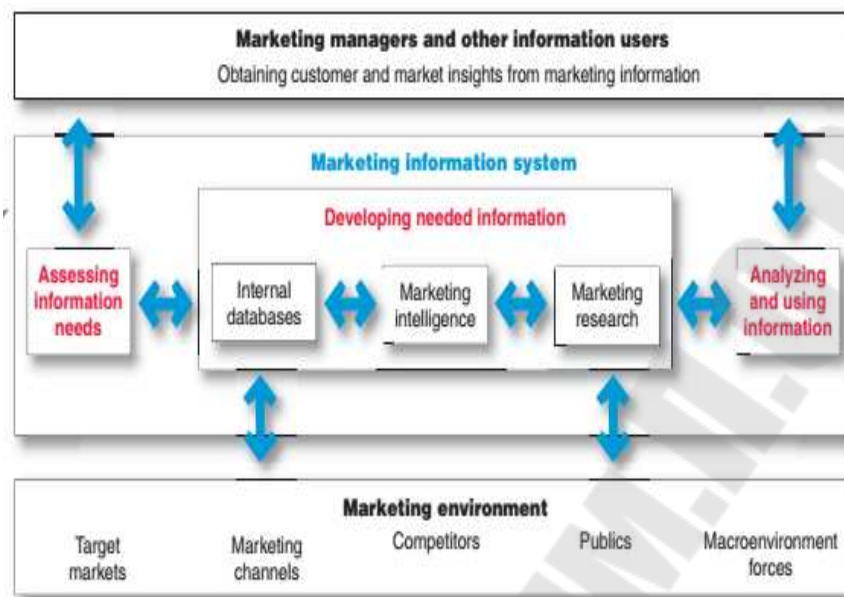 Marketing managers and other information users
Obtaining customer and market insights from marketing information
Marketing information system
Developing needed information
Assessing
information
needs
Internal
databases
Marketing
intelligence
Marketing
research
Analyzing
and using
information
Marketing environment
Target
markets
Marketing
channels
Competitors
Publics
Macroenvironment
forces